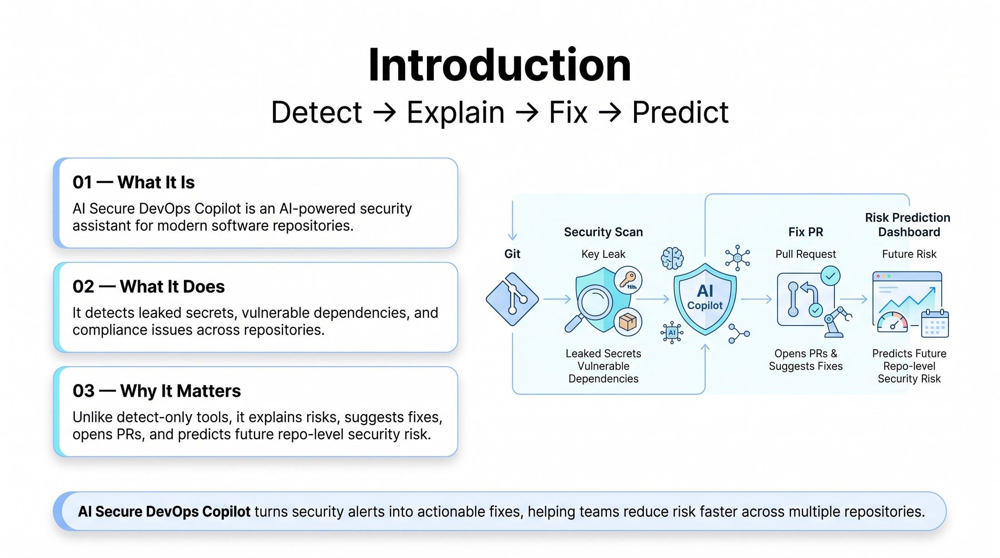 Introduction
Detect → Explain → Fix → Predict
01 — What It Is
AI Secure DevOps Copilot is an AI-powered security
assistant for modern software repositories.
02 — What It Does
It detects leaked secrets, vulnerable dependencies, and
compliance issues across repositories.
03 — Why It Matters
Unlike detect-only tools, it explains risks, suggests fixes,
opens PRs, and predicts future repo-level security risk.
Git
Security Scan
Key Leak
Leaked Secrets
Vulnerable
Dependencies
AI
Copilot
AI
Fix PR
Pull Request
Opens PRs &
Suggests Fixes
Risk Prediction
Dashboard
Future Risk
Predicts Future
Repo-level
Security Risk
AI Secure DevOps Copilot turns security alerts into actionable fixes, helping teams reduce risk faster across multiple repositories.